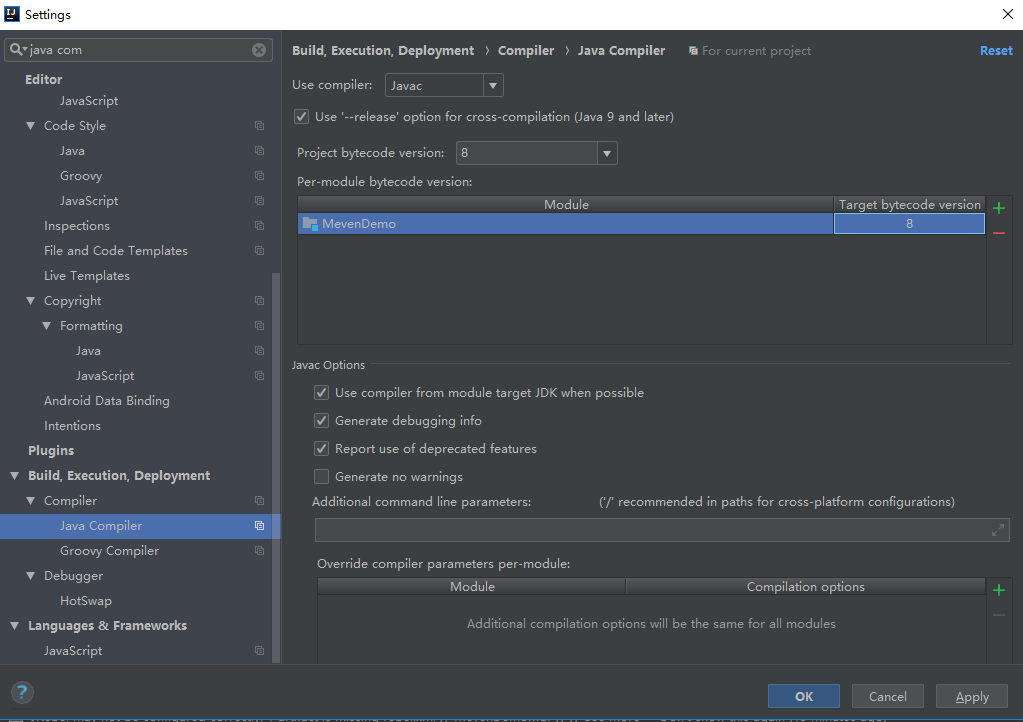 Settings
java com
Editor
JavaScript
Code Style
Java
Groovy
JavaScript
Inspections
File and Code Templates
Live Templates
Copyright
Formatting
Java
JavaScript
Android Data Binding
Intentions
Plugins
Build, Execution, Deployment
Compiler
Java Compiler
Groovy Compiler
Debugger
HotSwap
Languages & Frameworks
JavaScript
Build, Execution, Deployment › Compiler › Java Compiler For current project Reset
Use compiler: Javac
Use '--release' option for cross-compilation (Java 9 and later)
Project bytecode version: 8
Per-module bytecode version:
Module Target bytecode version
MevenDemo 8
Javac Options
Use compiler from module target JDK when possible
Generate debugging info
Report use of deprecated features
Generate no warnings
Additional command line parameters: ('/' recommended in paths for cross-platform configurations)
Override compiler parameters per-module:
Module Compilation options
Additional compilation options will be the same for all modules
? OK Cancel Apply